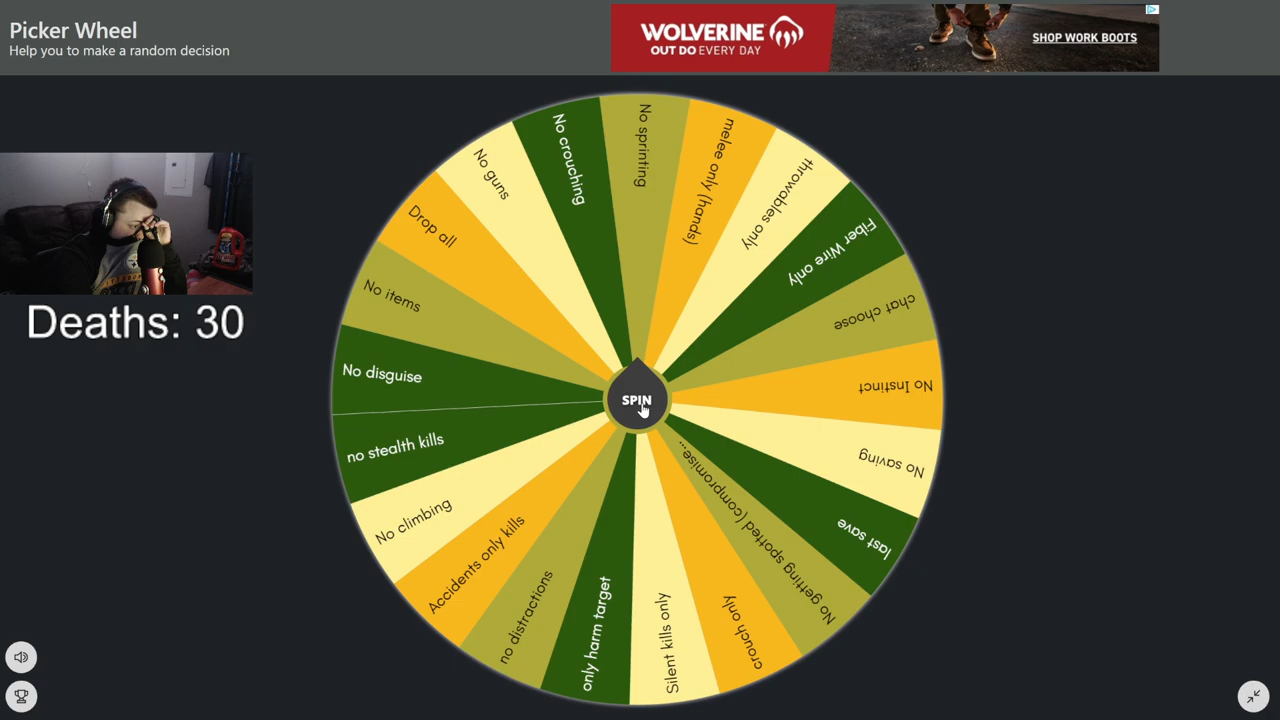 Picker Wheel
Help you to make a random decision
WOLVERINE
OUT DO EVERY DAY
SHOP WORK BOOTS
Deaths: 30
No sprinting
melee only (hands)
throwables only
Fiber Wire only
chat choose
No Instinct
No saving
last save
No getting spotted (compromise...
crouch only
Silent kills only
only harm target
no distractions
Accidents only kills
No climbing
no stealth kills
No disguise
No items
Drop all
No guns
No crouching
SPIN